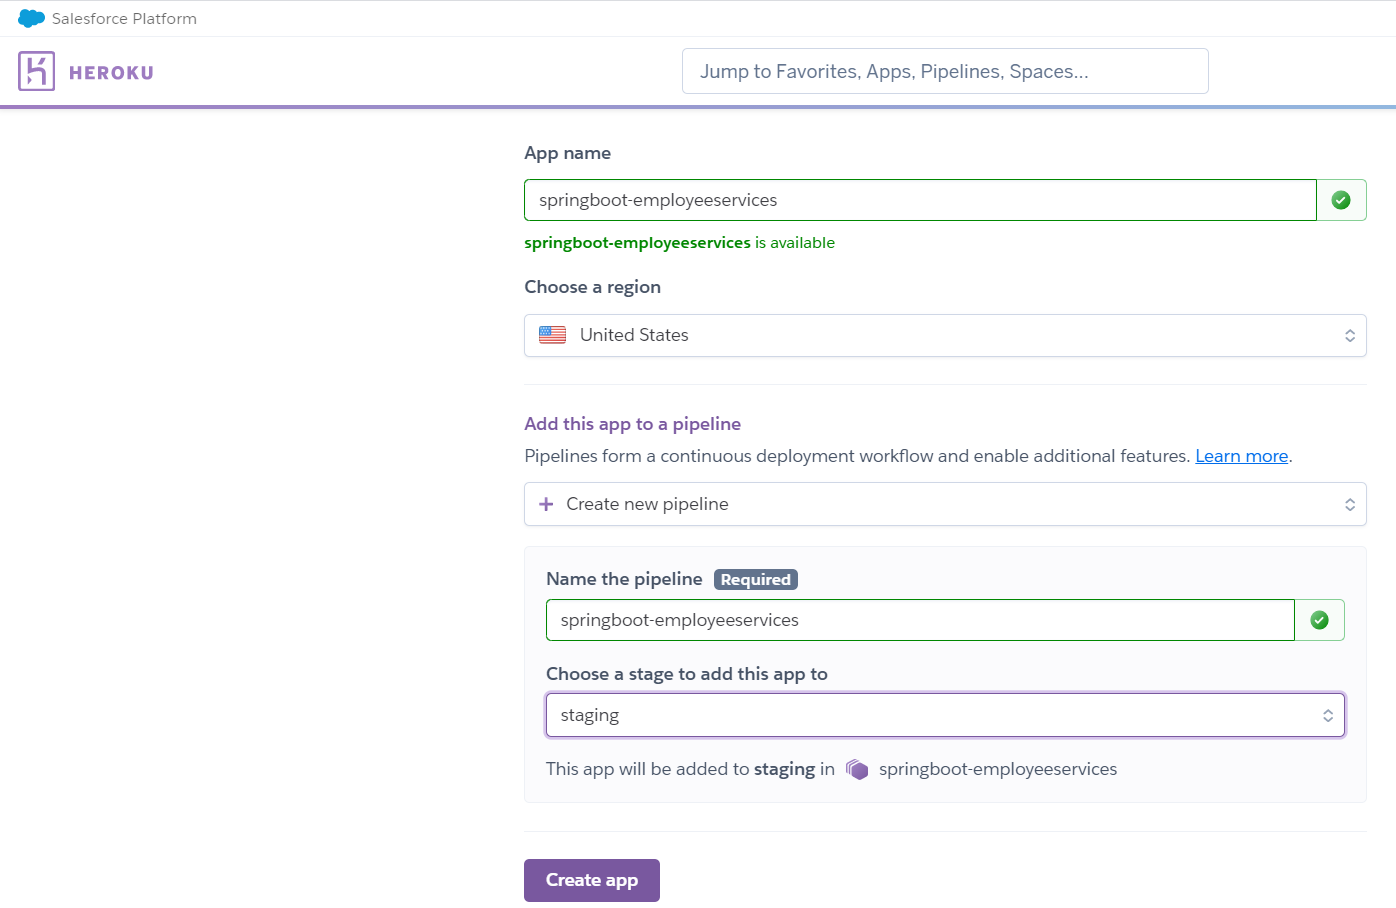 Salesforce Platform
HEROKU
Jump to Favorites, Apps, Pipelines, Spaces...
App name
springboot-employeeservices
springboot-employeeservices is available
Choose a region
United States
Add this app to a pipeline
Pipelines form a continuous deployment workflow and enable additional features. Learn more.
+ Create new pipeline
Name the pipeline Required
springboot-employeeservices
Choose a stage to add this app to
staging
This app will be added to staging in springboot-employeeservices
Create app